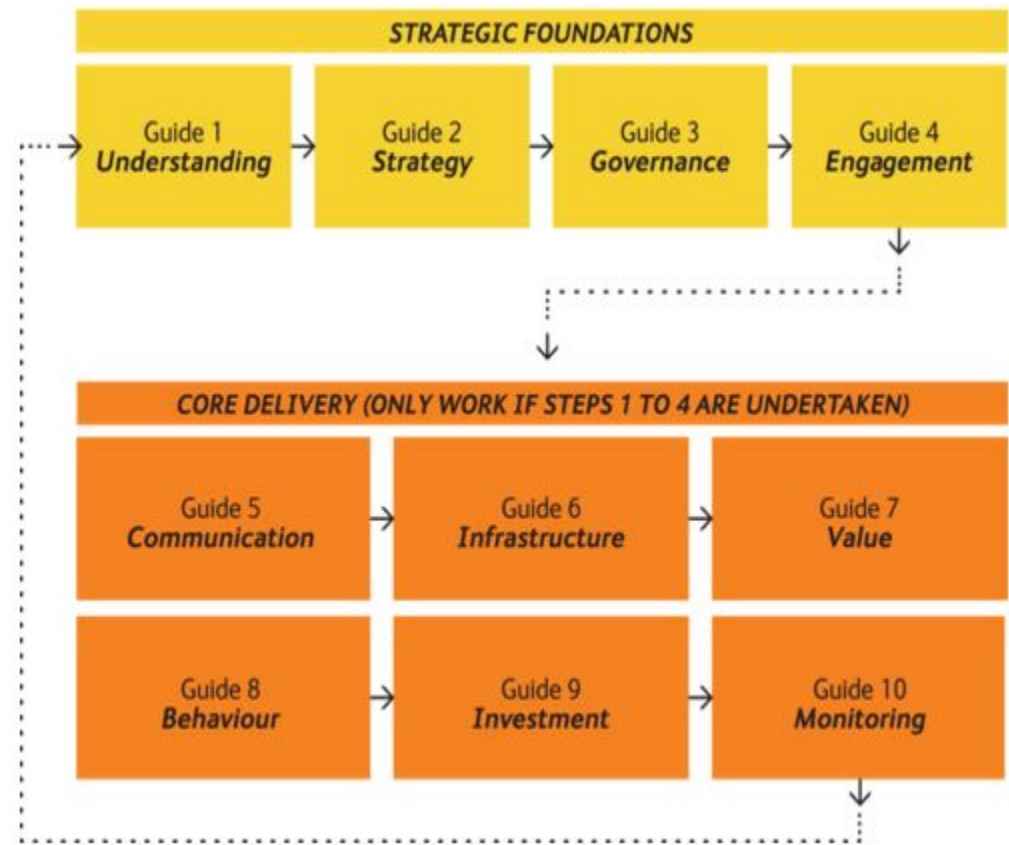 STRATEGIC FOUNDATIONS
Guide 1
Understanding
Guide 2
Strategy
Guide 3
Governance
Guide 4
Engagement
CORE DELIVERY (ONLY WORK IF STEPS 1 TO 4 ARE UNDERTAKEN)
Guide 5
Communication
Guide 6
Infrastructure
Guide 7
Value
Guide 8
Behaviour
Guide 9
Investment
Guide 10
Monitoring